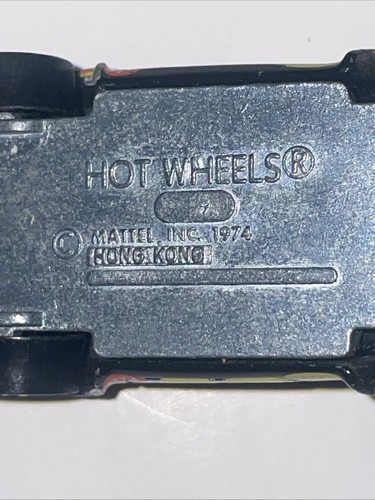 HOT WHEELS®
© MATTEL INC. 1974
HONG KONG